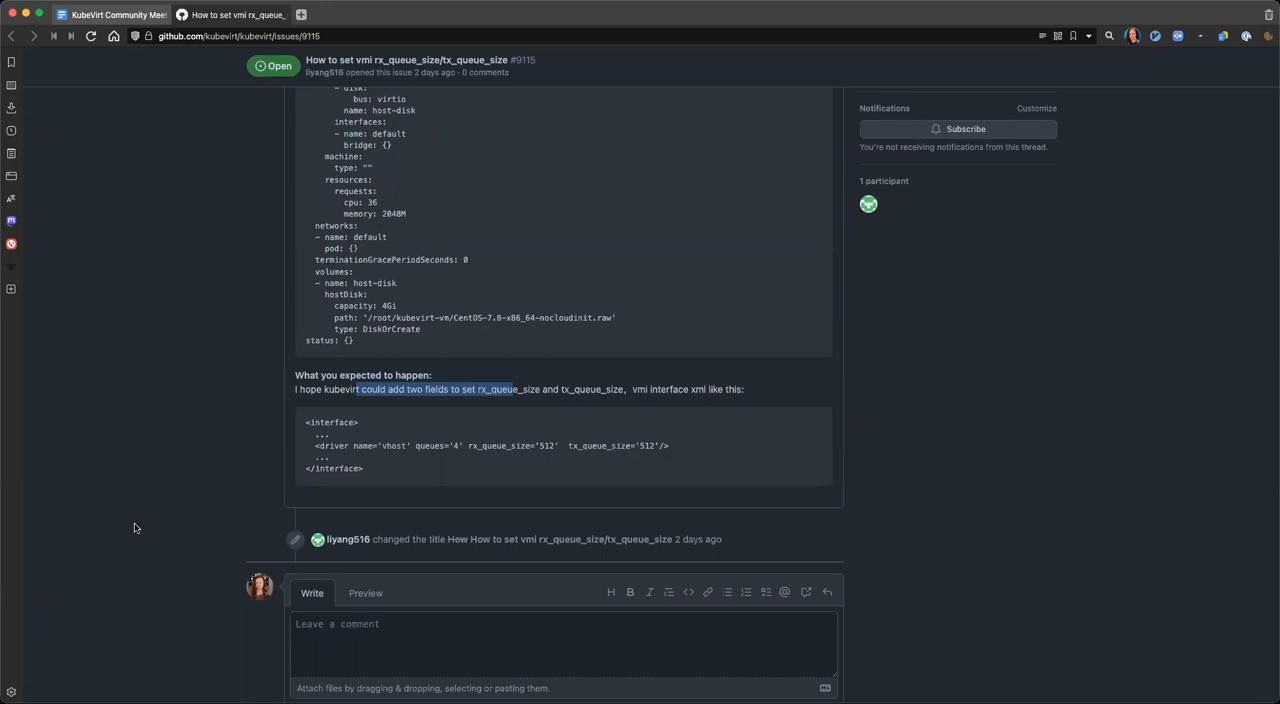 KubeVirt Community Meet
How to set vmi rx_queue_
github.com/kubevirt/kubevirt/issues/9115
Open
How to set vmi rx_queue_size/tx_queue_size #9115
liyang516 opened this issue 2 days ago · 0 comments
- disk:
bus: virtio
name: host-disk
interfaces:
- name: default
bridge: {}
machine:
type: ""
resources:
requests:
cpu: 36
memory: 2048M
networks:
- name: default
pod: {}
terminationGracePeriodSeconds: 0
volumes:
- name: host-disk
hostDisk:
capacity: 4Gi
path: '/root/kubevirt-vm/CentOS-7.8-x86_64-nocloudinit.raw'
type: DiskOrCreate
status: {}
What you expected to happen:
I hope kubevirt could add two fields to set rx_queue_size and tx_queue_size，vmi interface xml like this:
<interface>
...
<driver name='vhost' queues='4' rx_queue_size='512'  tx_queue_size='512'/>
...
</interface>
liyang516 changed the title How How to set vmi rx_queue_size/tx_queue_size 2 days ago
Write
Preview
Leave a comment
Attach files by dragging & dropping, selecting or pasting them.
Notifications
Customize
Subscribe
You're not receiving notifications from this thread.
1 participant